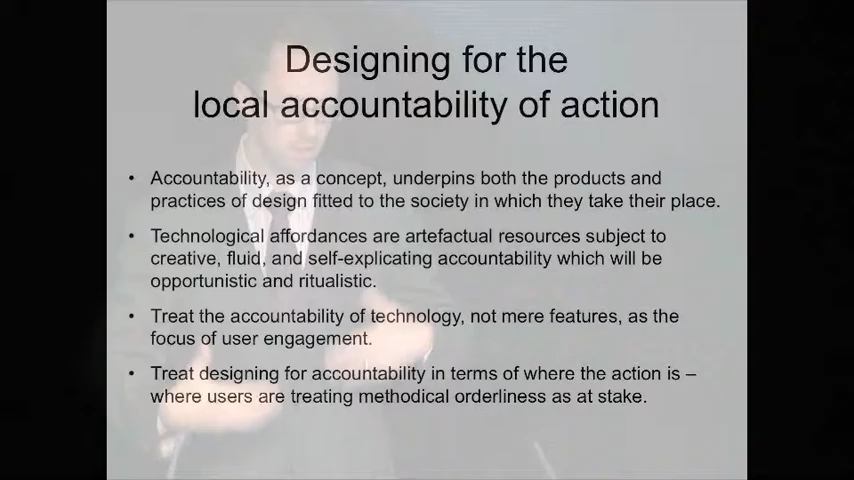 Designing for the
local accountability of action
• Accountability, as a concept, underpins both the products and
practices of design fitted to the society in which they take their place.
• Technological affordances are artefactual resources subject to
creative, fluid, and self-explicating accountability which will be
opportunistic and ritualistic.
• Treat the accountability of technology, not mere features, as the
focus of user engagement.
• Treat designing for accountability in terms of where the action is –
where users are treating methodical orderliness as at stake.